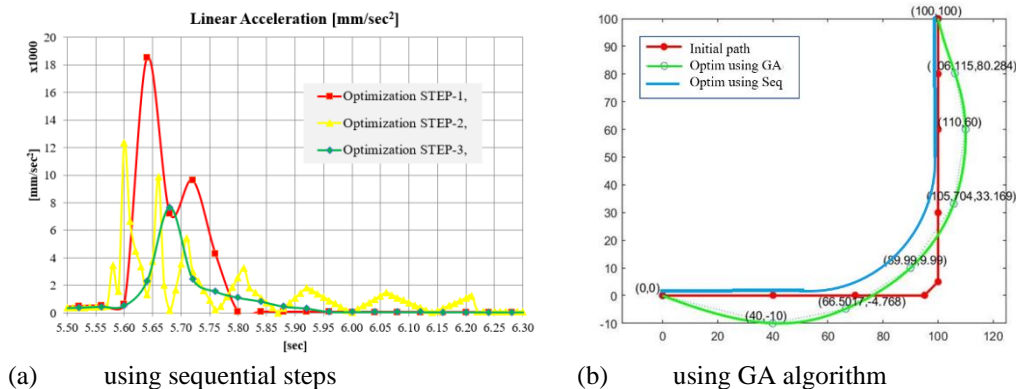 Linear Acceleration [mm/sec²]
x1000
[mm/sec²]
20
18
16
14
12
10
8
6
4
2
0
Optimization STEP-1,
Optimization STEP-2,
Optimization STEP-3,
5.50 5.55 5.60 5.65 5.70 5.75 5.80 5.85 5.90 5.95 6.00 6.05 6.10 6.15 6.20 6.25 6.30
[sec]
(a) using sequential steps
100
90
80
70
60
50
40
30
20
10
0
-10
Initial path
Optim using GA
Optim using Seq
(100,100)
(106.115,80.284)
(110,60)
(105.704,33.169)
(89.99,9.99)
(0,0)
(66.5017,-4.768)
(40,-10)
0 20 40 60 80 100 120
(b) using GA algorithm